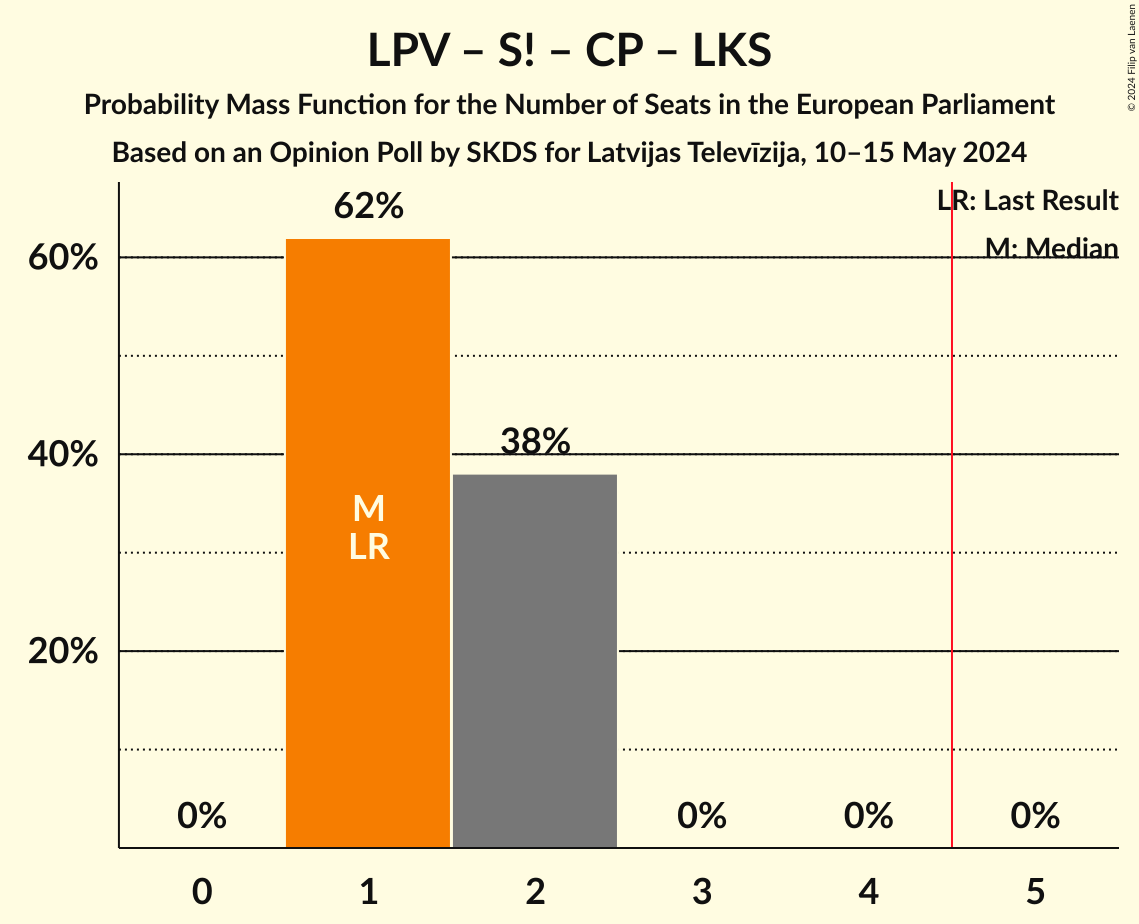 LPV – S! – CP – LKS
Probability Mass Function for the Number of Seats in the European Parliament
Based on an Opinion Poll by SKDS for Latvijas Televīzija, 10–15 May 2024
© 2024 Filip van Laenen
LR: Last Result
M: Median
62%
60%
38%
40%
M
LR
20%
0%
0%
0%
0%
0 1 2 3 4 5